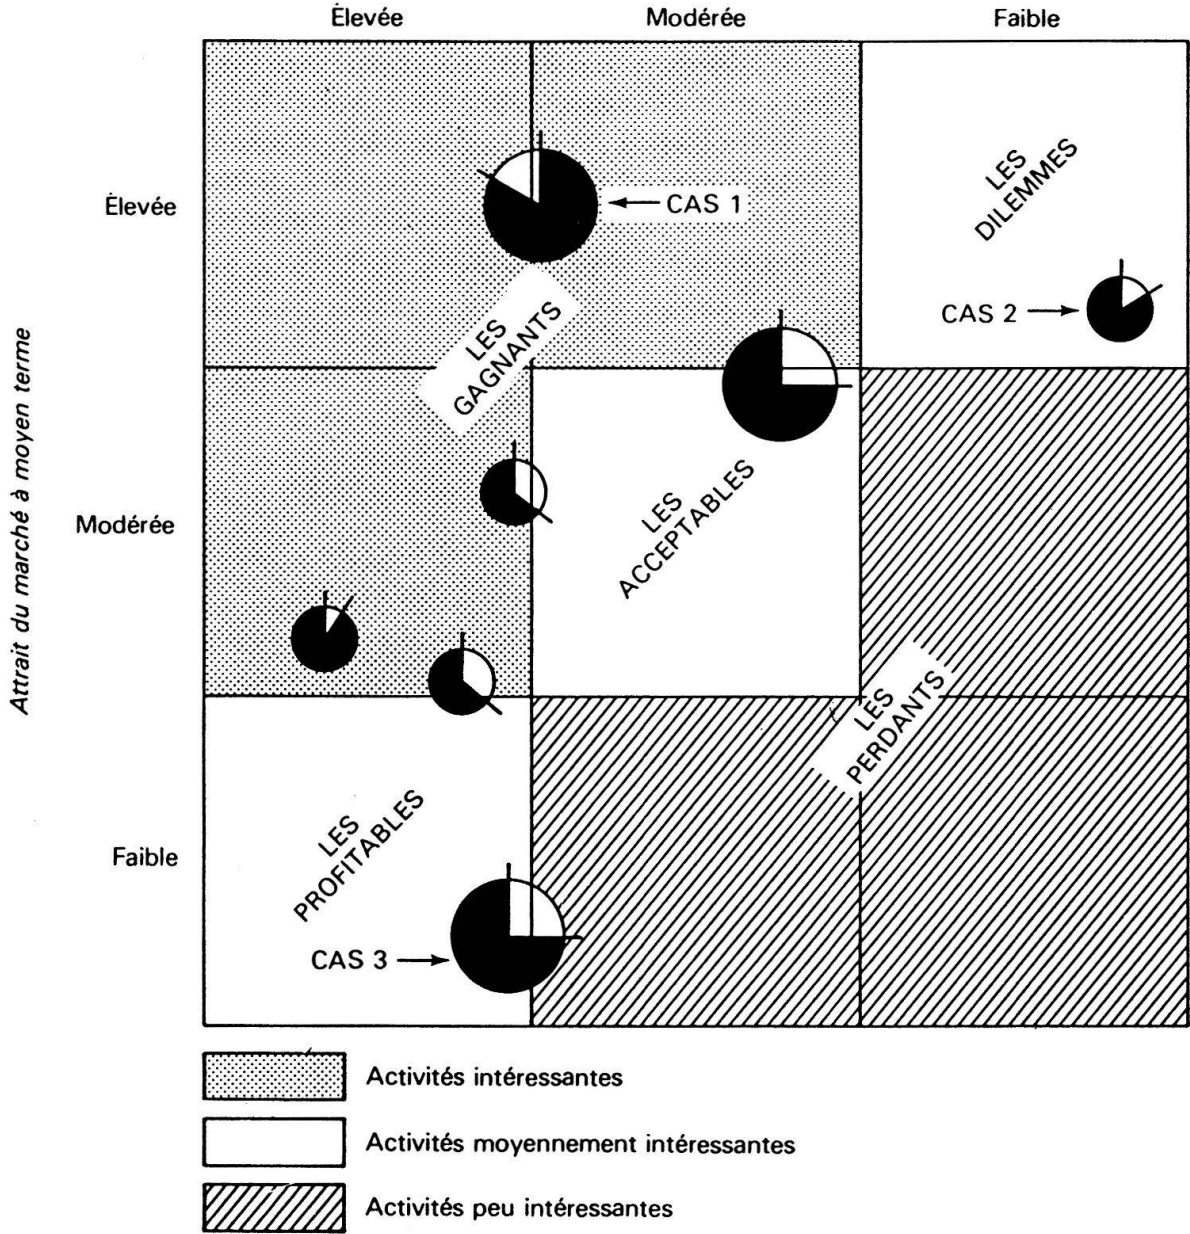 Élevée
Modérée
Faible
Attrait du marché à moyen terme
Élevée
Modérée
Faible
CAS 1
LES
DILEMMES
CAS 2
LES
GAGNANTS
LES
ACCEPTABLES
LES
PERDANTS
LES
PROFITABLES
CAS 3
Activités intéressantes
Activités moyennement intéressantes
Activités peu intéressantes